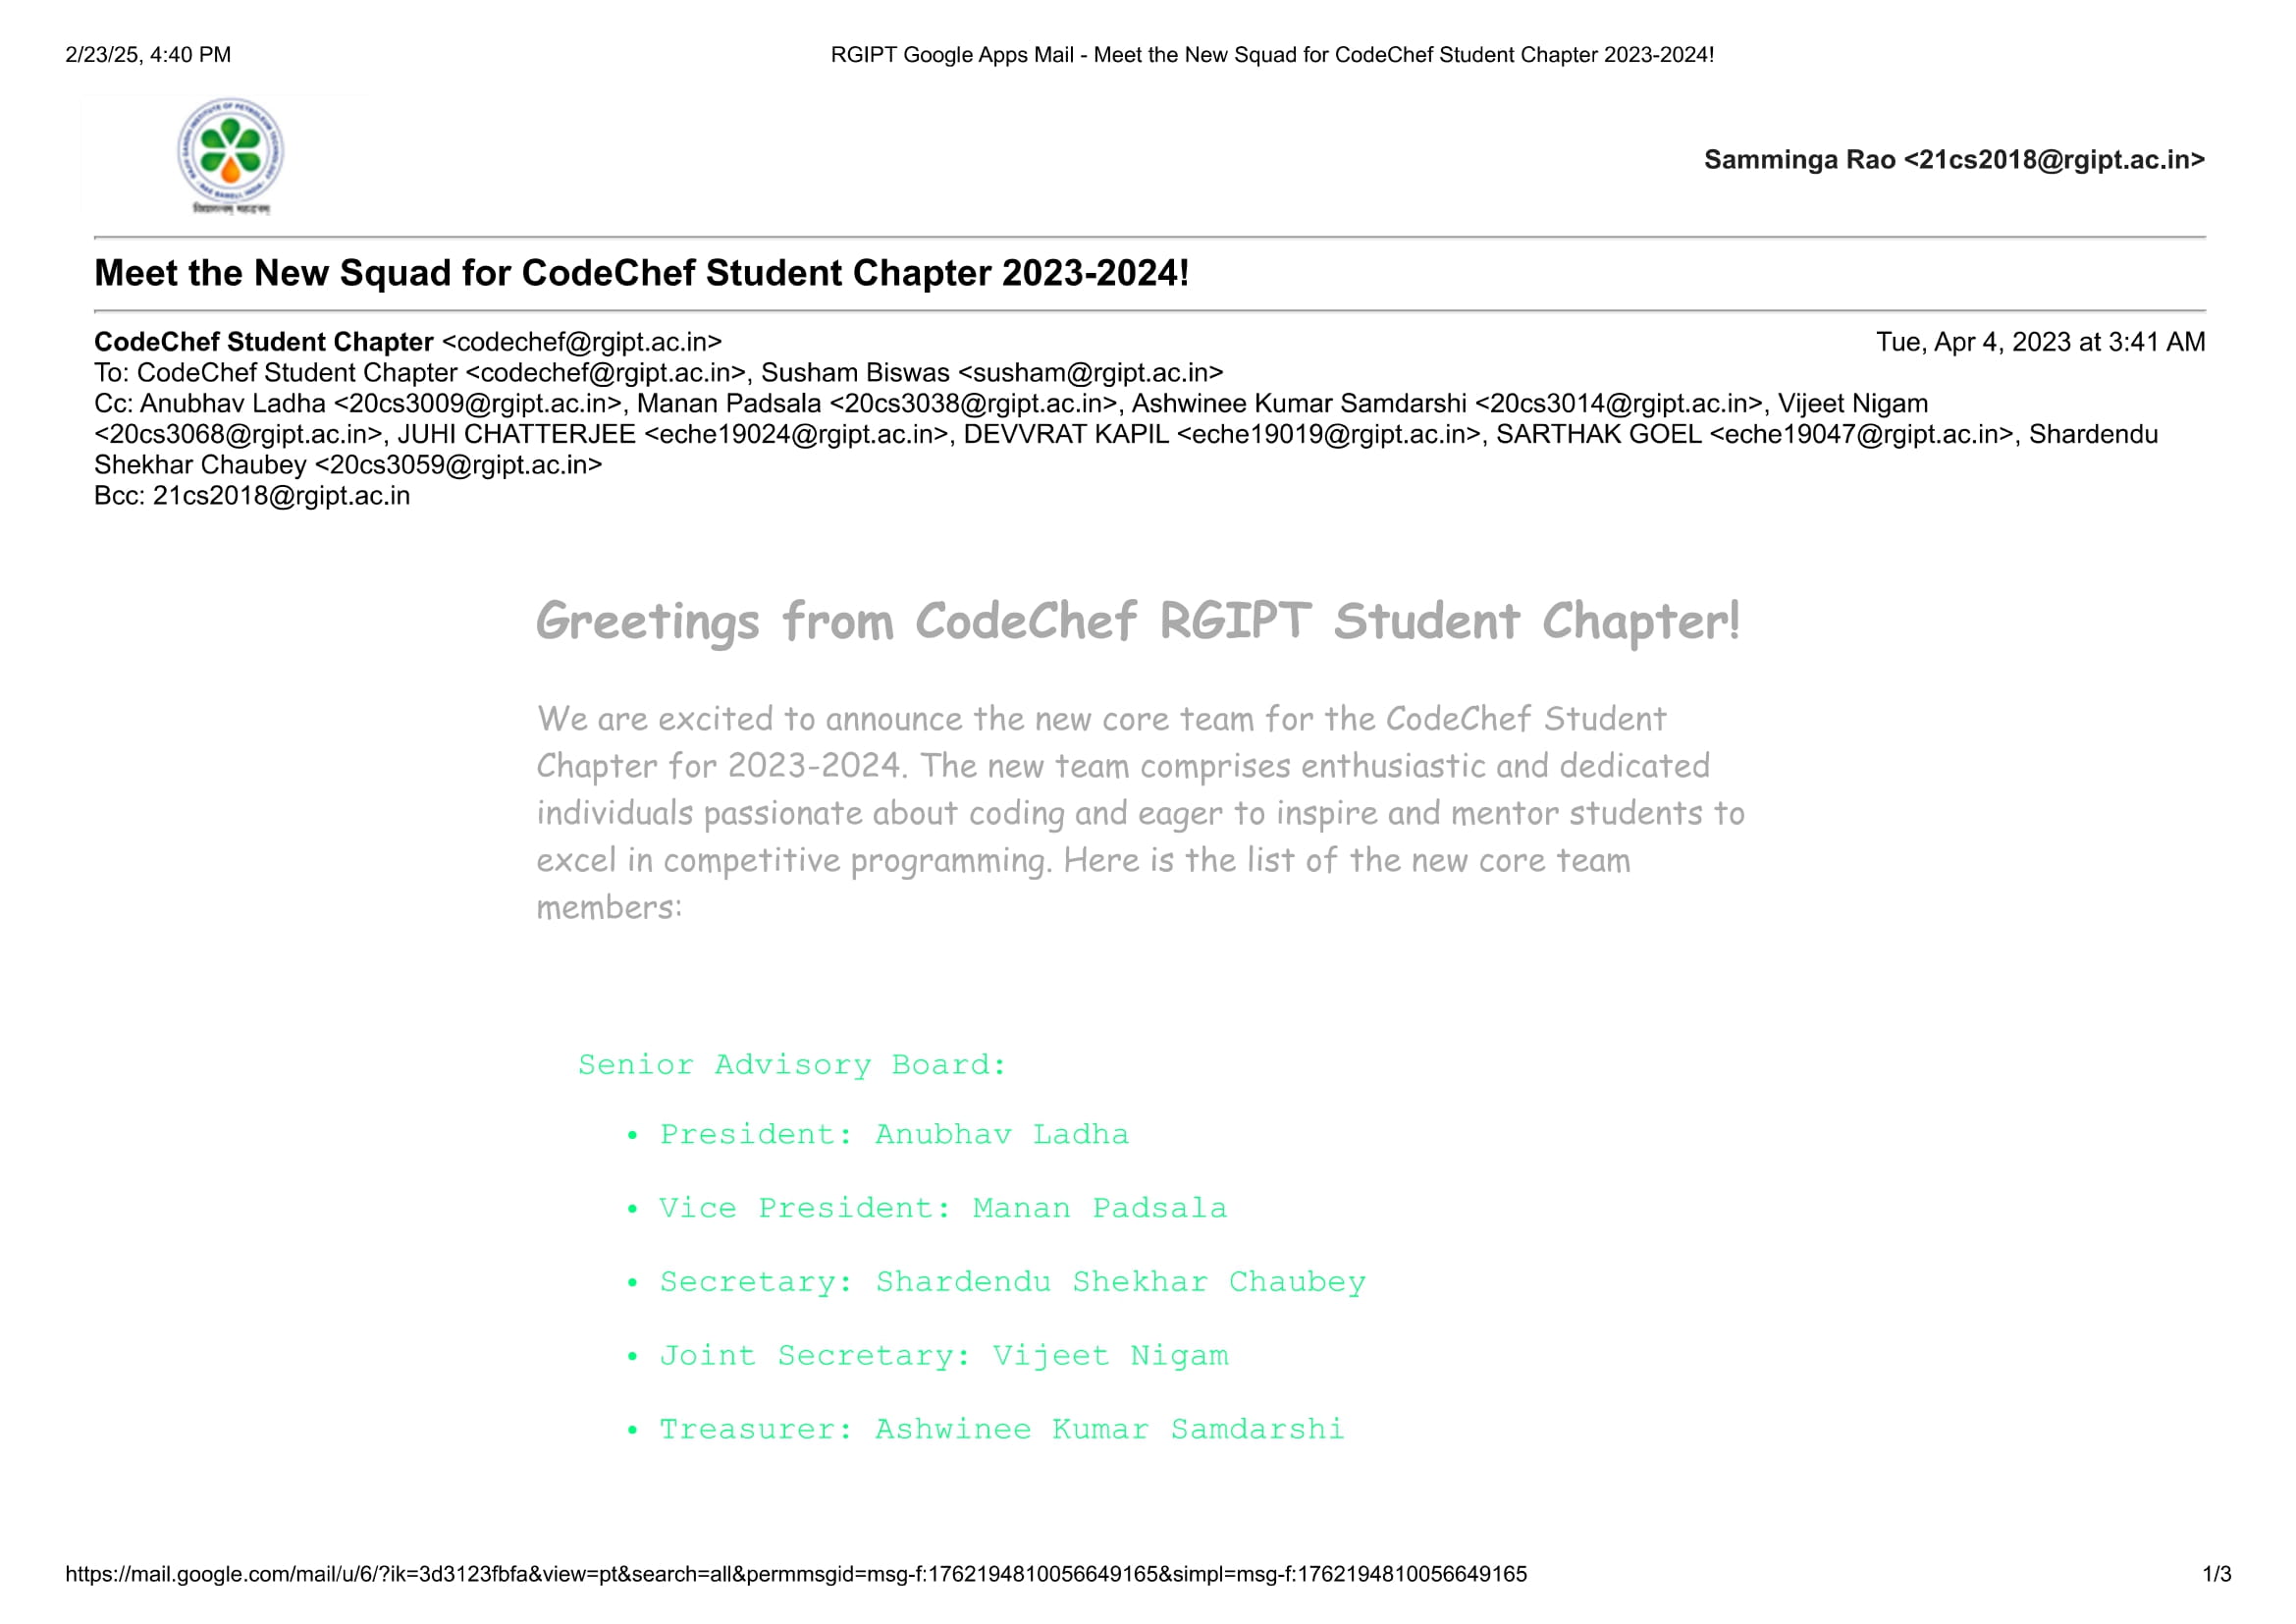 2/23/25, 4:40 PM
RGIPT Google Apps Mail - Meet the New Squad for CodeChef Student Chapter 2023-2024!
Samminga Rao <21cs2018@rgipt.ac.in>
Meet the New Squad for CodeChef Student Chapter 2023-2024!
CodeChef Student Chapter <codechef@rgipt.ac.in>
Tue, Apr 4, 2023 at 3:41 AM
To: CodeChef Student Chapter <codechef@rgipt.ac.in>, Susham Biswas <susham@rgipt.ac.in>
Cc: Anubhav Ladha <20cs3009@rgipt.ac.in>, Manan Padsala <20cs3038@rgipt.ac.in>, Ashwinee Kumar Samdarshi <20cs3014@rgipt.ac.in>, Vijeet Nigam
<20cs3068@rgipt.ac.in>, JUHI CHATTERJEE <eche19024@rgipt.ac.in>, DEVVRAT KAPIL <eche19019@rgipt.ac.in>, SARTHAK GOEL <eche19047@rgipt.ac.in>, Shardendu
Shekhar Chaubey <20cs3059@rgipt.ac.in>
Bcc: 21cs2018@rgipt.ac.in
Greetings from CodeChef RGIPT Student Chapter!
We are excited to announce the new core team for the CodeChef Student
Chapter for 2023-2024. The new team comprises enthusiastic and dedicated
individuals passionate about coding and eager to inspire and mentor students to
excel in competitive programming. Here is the list of the new core team
members:
Senior Advisory Board:
• President: Anubhav Ladha
• Vice President: Manan Padsala
• Secretary: Shardendu Shekhar Chaubey
• Joint Secretary: Vijeet Nigam
• Treasurer: Ashwinee Kumar Samdarshi
https://mail.google.com/mail/u/6/?ik=3d3123fbfa&view=pt&search=all&permmsgid=msg-f:1762194810056649165&simpl=msg-f:1762194810056649165
1/3